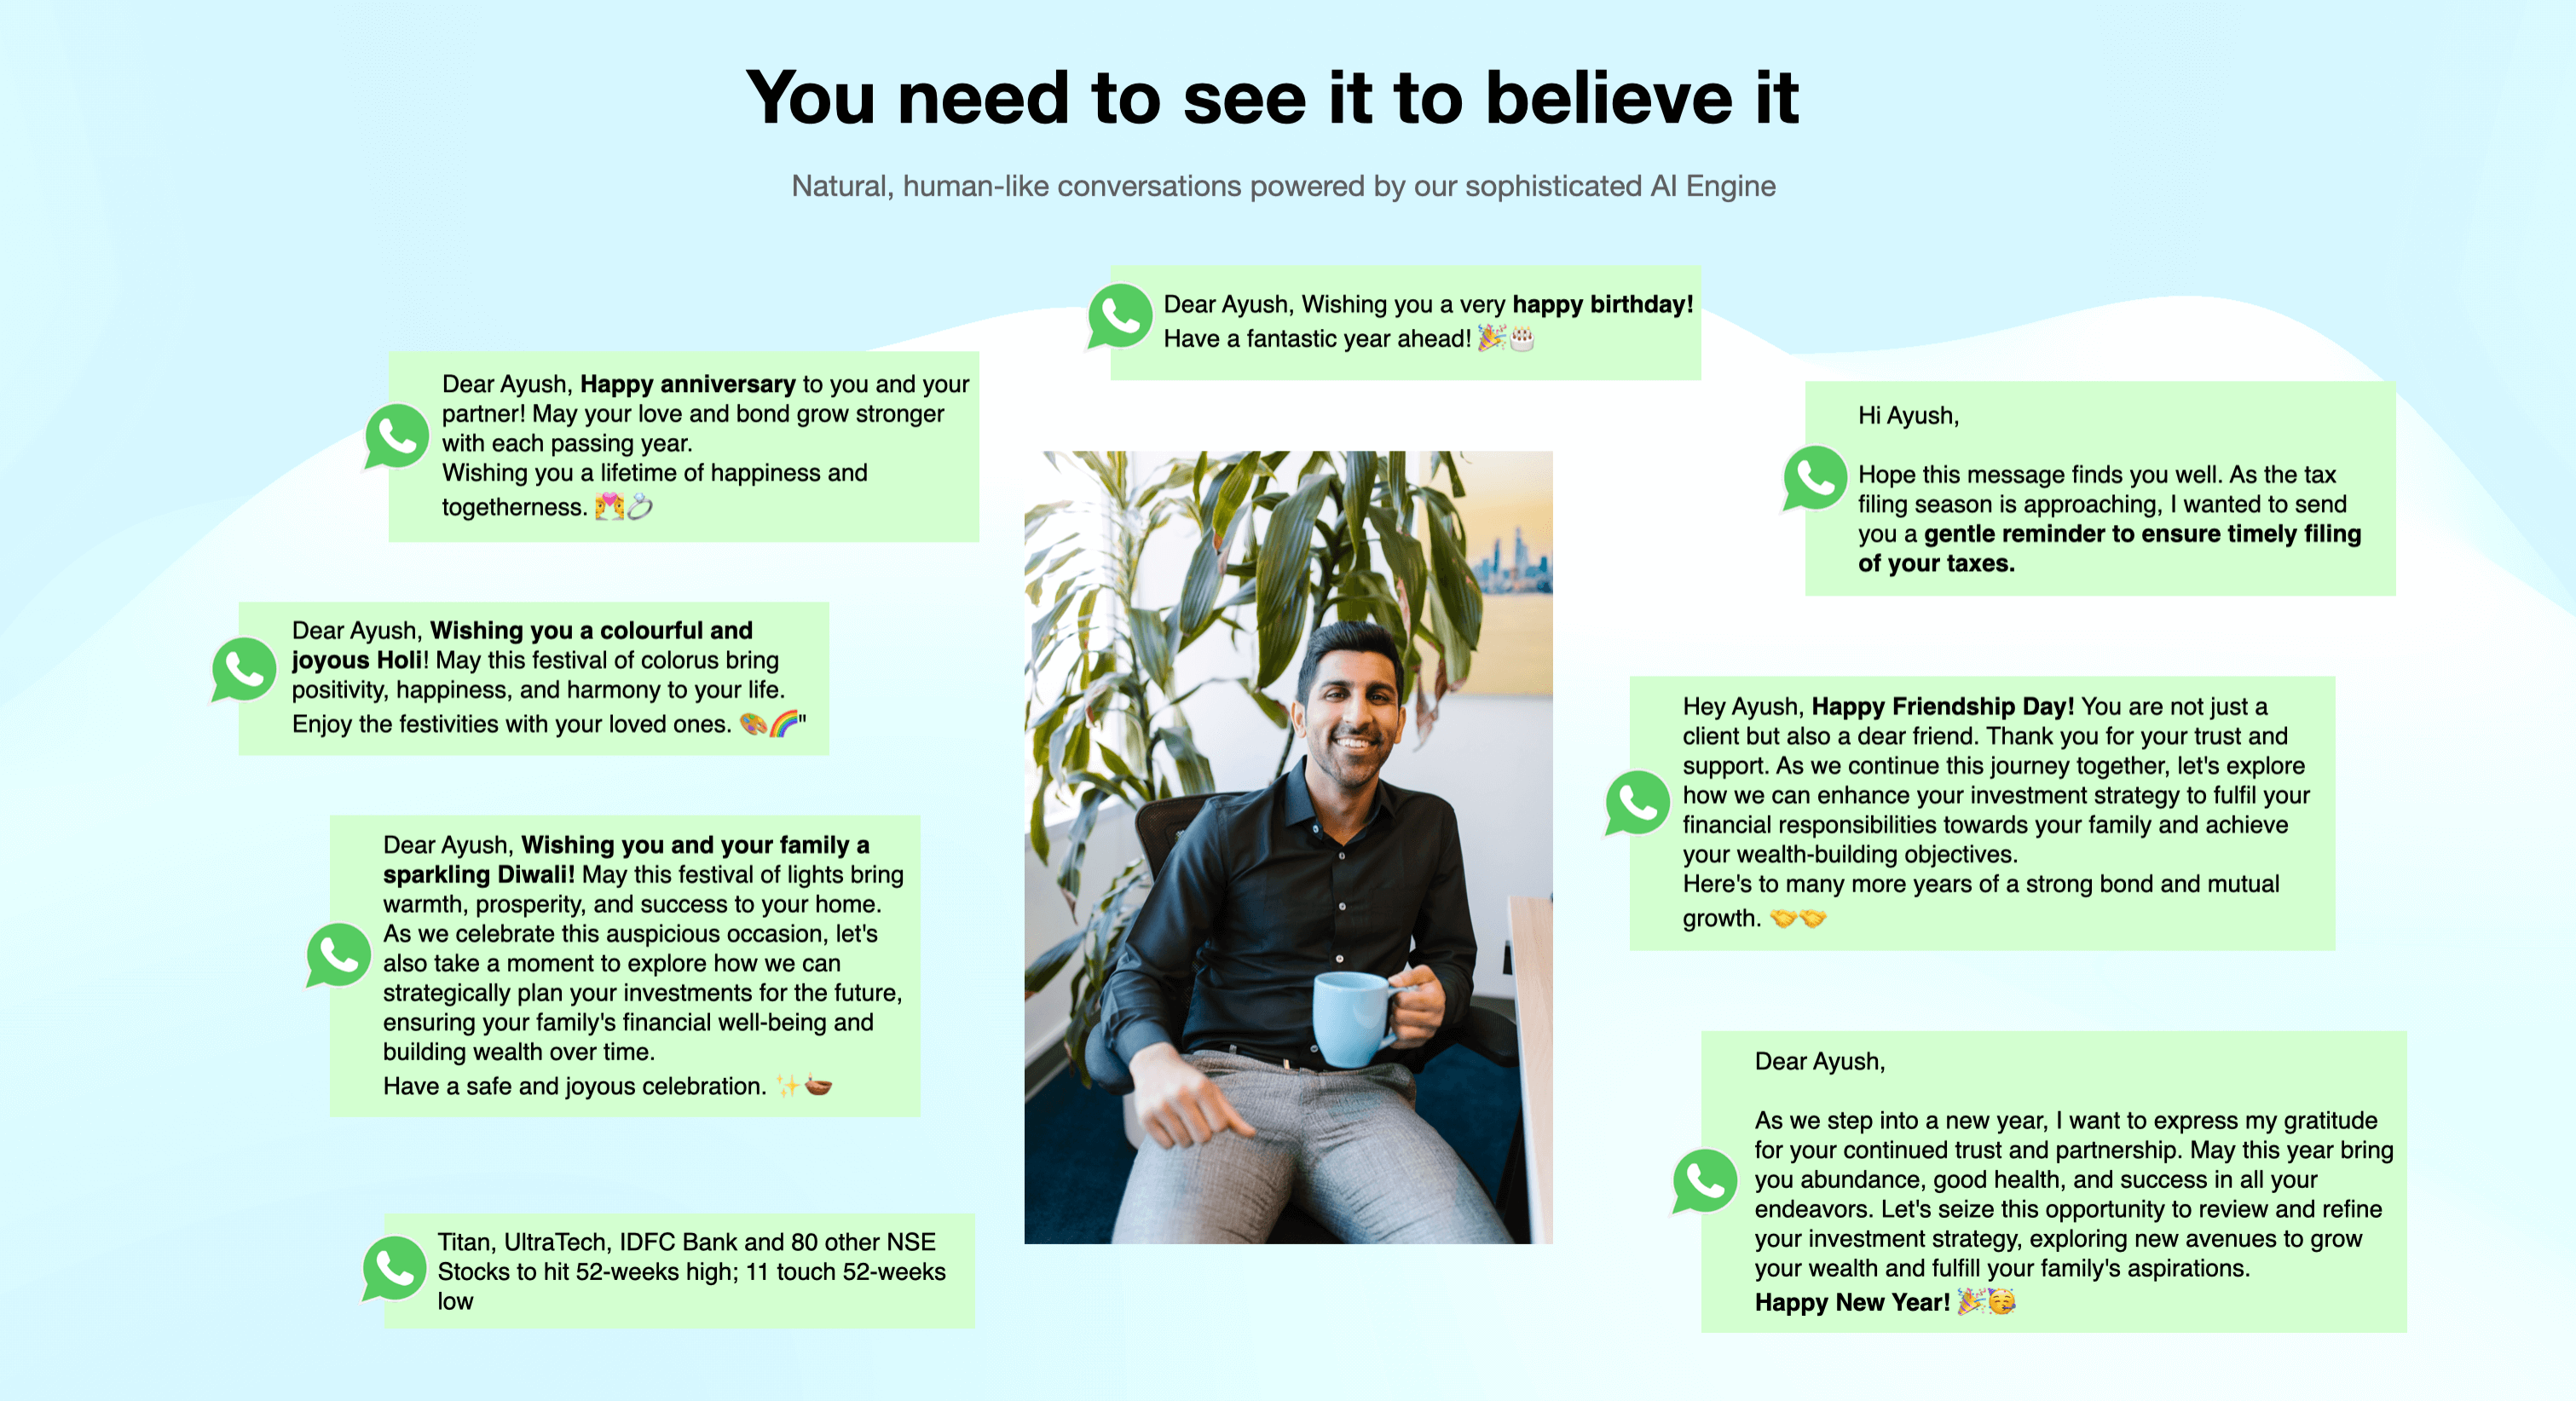 You need to see it to believe it
Natural, human-like conversations powered by our sophisticated AI Engine
Dear Ayush, Wishing you a very happy birthday!
Have a fantastic year ahead! 🎉🎂
Dear Ayush, Happy anniversary to you and your
partner! May your love and bond grow stronger
with each passing year.
Wishing you a lifetime of happiness and
togetherness. 💑💍
Hi Ayush,
Hope this message finds you well. As the tax
filing season is approaching, I wanted to send
you a gentle reminder to ensure timely filing
of your taxes.
Dear Ayush, Wishing you a colourful and
joyous Holi! May this festival of colorus bring
positivity, happiness, and harmony to your life.
Enjoy the festivities with your loved ones. 🎨🌈"
Hey Ayush, Happy Friendship Day! You are not just a
client but also a dear friend. Thank you for your trust and
support. As we continue this journey together, let's explore
how we can enhance your investment strategy to fulfil your
financial responsibilities towards your family and achieve
your wealth-building objectives.
Here's to many more years of a strong bond and mutual
growth. 🤝🤝
Dear Ayush, Wishing you and your family a
sparkling Diwali! May this festival of lights bring
warmth, prosperity, and success to your home.
As we celebrate this auspicious occasion, let's
also take a moment to explore how we can
strategically plan your investments for the future,
ensuring your family's financial well-being and
building wealth over time.
Have a safe and joyous celebration. ✨🪔
Dear Ayush,
As we step into a new year, I want to express my gratitude
for your continued trust and partnership. May this year bring
you abundance, good health, and success in all your
endeavors. Let's seize this opportunity to review and refine
your investment strategy, exploring new avenues to grow
your wealth and fulfill your family's aspirations.
Happy New Year! 🎉🥳
Titan, UltraTech, IDFC Bank and 80 other NSE
Stocks to hit 52-weeks high; 11 touch 52-weeks
low